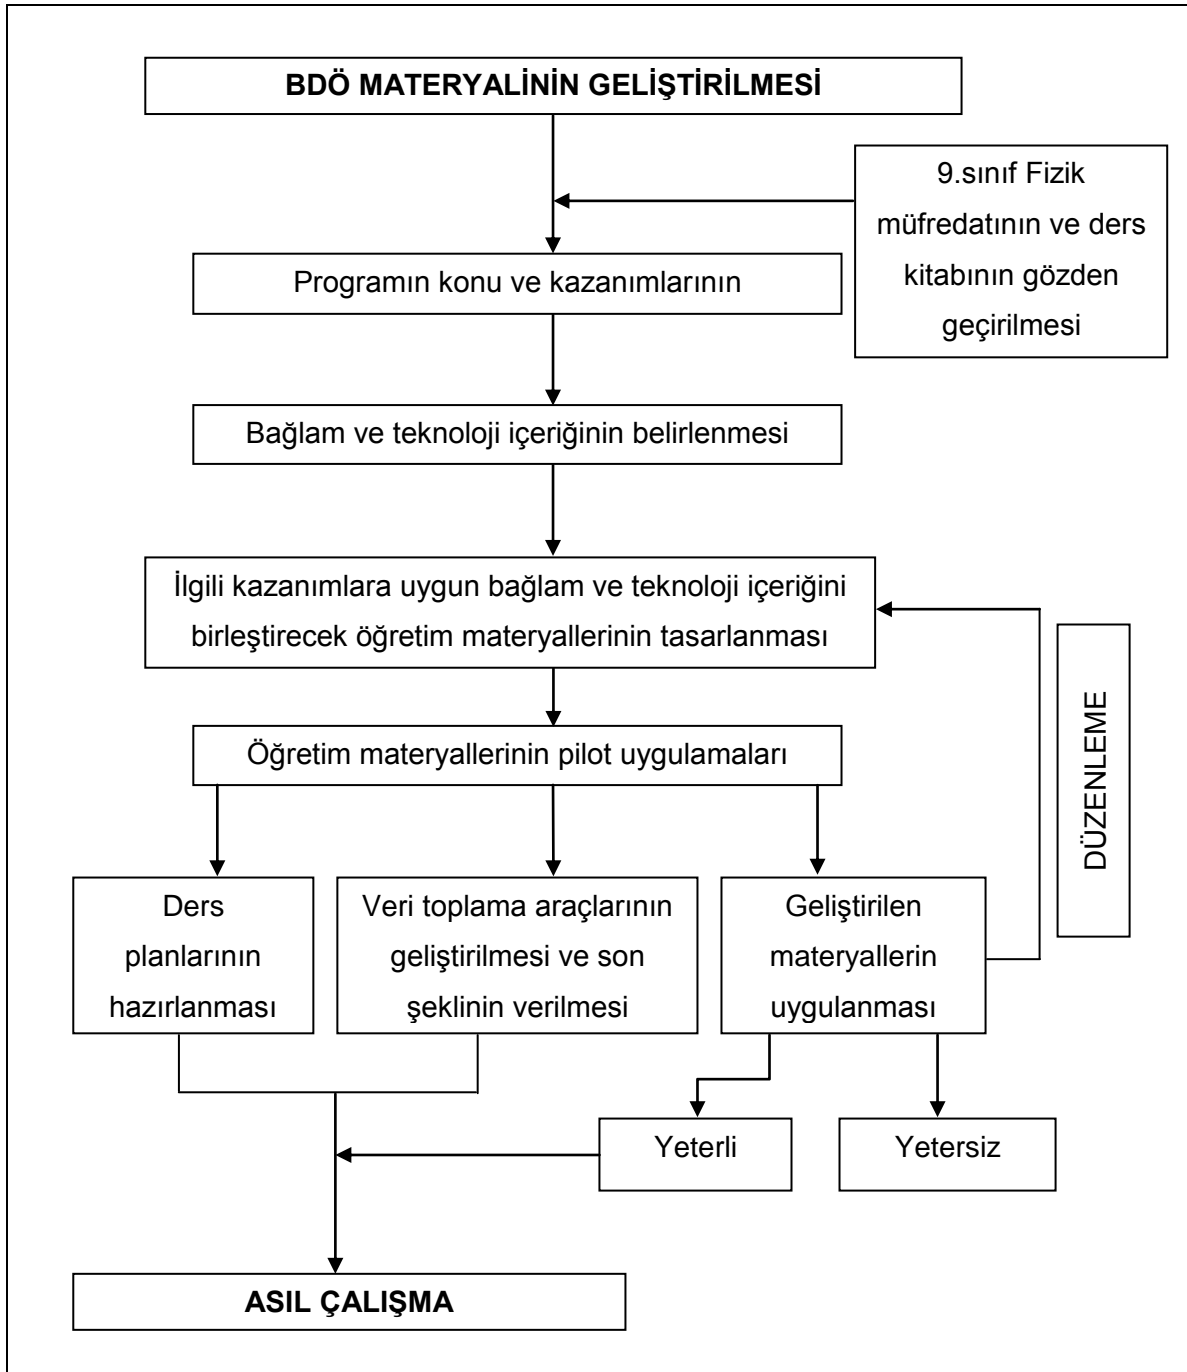 BDÖ MATERYALİNİN GELİŞTİRİLMESİ
9.sınıf Fizik
müfredatının ve ders
kitabının gözden
geçirilmesi
Programın konu ve kazanımlarının
Bağlam ve teknoloji içeriğinin belirlenmesi
İlgili kazanımlara uygun bağlam ve teknoloji içeriğini
birleştirecek öğretim materyallerinin tasarlanması
DÜZENLEME
Öğretim materyallerinin pilot uygulamaları
Ders
planlarının
hazırlanması
Veri toplama araçlarının
geliştirilmesi ve son
şeklinin verilmesi
Geliştirilen
materyallerin
uygulanması
Yeterli
Yetersiz
ASIL ÇALIŞMA